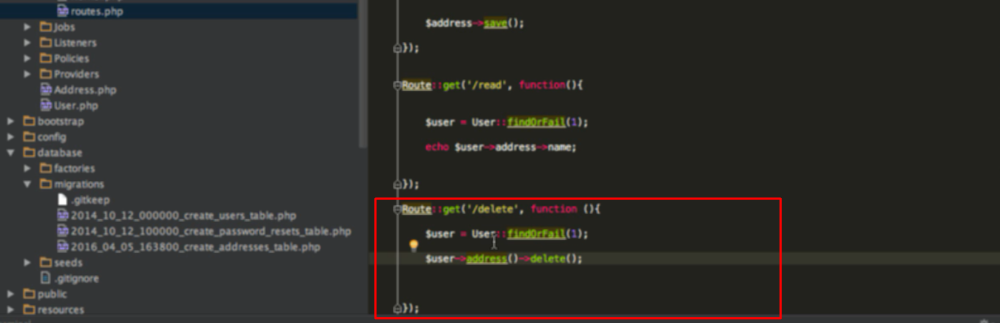 routes.php
Jobs
Listeners
Policies
Providers
Address.php
User.php
bootstrap
config
database
factories
migrations
.gitkeep
2014_10_12_000000_create_users_table.php
2014_10_12_100000_create_password_resets_table.php
2016_04_05_163800_create_addresses_table.php
seeds
.gitignore
public
resources
$address->save();
});
Route::get('/read', function(){
$user = User::findOrFail(1);
echo $user->address->name;
});
Route::get('/delete', function (){
$user = User::findOrFail(1);
$user->address()->delete();
});